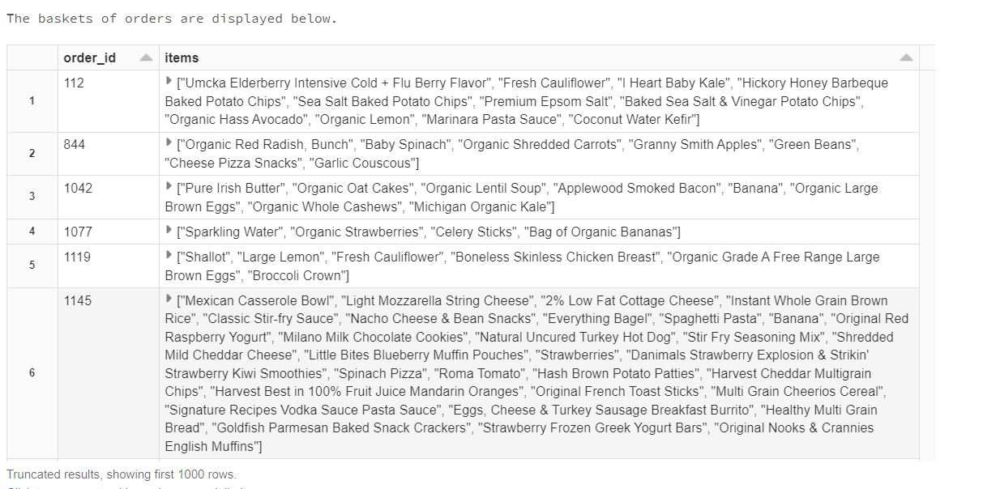 The baskets of orders are displayed below.
order_id items
1 112 ["Umcka Elderberry Intensive Cold + Flu Berry Flavor", "Fresh Cauliflower", "I Heart Baby Kale", "Hickory Honey Barbeque
Baked Potato Chips", "Sea Salt Baked Potato Chips", "Premium Epsom Salt", "Baked Sea Salt & Vinegar Potato Chips",
"Organic Hass Avocado", "Organic Lemon", "Marinara Pasta Sauce", "Coconut Water Kefir"]
2 844 ["Organic Red Radish, Bunch", "Baby Spinach", "Organic Shredded Carrots", "Granny Smith Apples", "Green Beans",
"Cheese Pizza Snacks", "Garlic Couscous"]
3 1042 ["Pure Irish Butter", "Organic Oat Cakes", "Organic Lentil Soup", "Applewood Smoked Bacon", "Banana", "Organic Large
Brown Eggs", "Organic Whole Cashews", "Michigan Organic Kale"]
4 1077 ["Sparkling Water", "Organic Strawberries", "Celery Sticks", "Bag of Organic Bananas"]
5 1119 ["Shallot", "Large Lemon", "Fresh Cauliflower", "Boneless Skinless Chicken Breast", "Organic Grade A Free Range Large
Brown Eggs", "Broccoli Crown"]
6 1145 ["Mexican Casserole Bowl", "Light Mozzarella String Cheese", "2% Low Fat Cottage Cheese", "Instant Whole Grain Brown
Rice", "Classic Stir-fry Sauce", "Nacho Cheese & Bean Snacks", "Everything Bagel", "Spaghetti Pasta", "Banana", "Original Red
Raspberry Yogurt", "Milano Milk Chocolate Cookies", "Natural Uncured Turkey Hot Dog", "Stir Fry Seasoning Mix", "Shredded
Mild Cheddar Cheese", "Little Bites Blueberry Muffin Pouches", "Strawberries", "Danimals Strawberry Explosion & Strikin'
Strawberry Kiwi Smoothies", "Spinach Pizza", "Roma Tomato", "Hash Brown Potato Patties", "Harvest Cheddar Multigrain
Chips", "Harvest Best in 100% Fruit Juice Mandarin Oranges", "Original French Toast Sticks", "Multi Grain Cheerios Cereal",
"Signature Recipes Vodka Sauce Pasta Sauce", "Eggs, Cheese & Turkey Sausage Breakfast Burrito", "Healthy Multi Grain
Bread", "Goldfish Parmesan Baked Snack Crackers", "Strawberry Frozen Greek Yogurt Bars", "Original Nooks & Crannies
English Muffins"]
Truncated results, showing first 1000 rows.